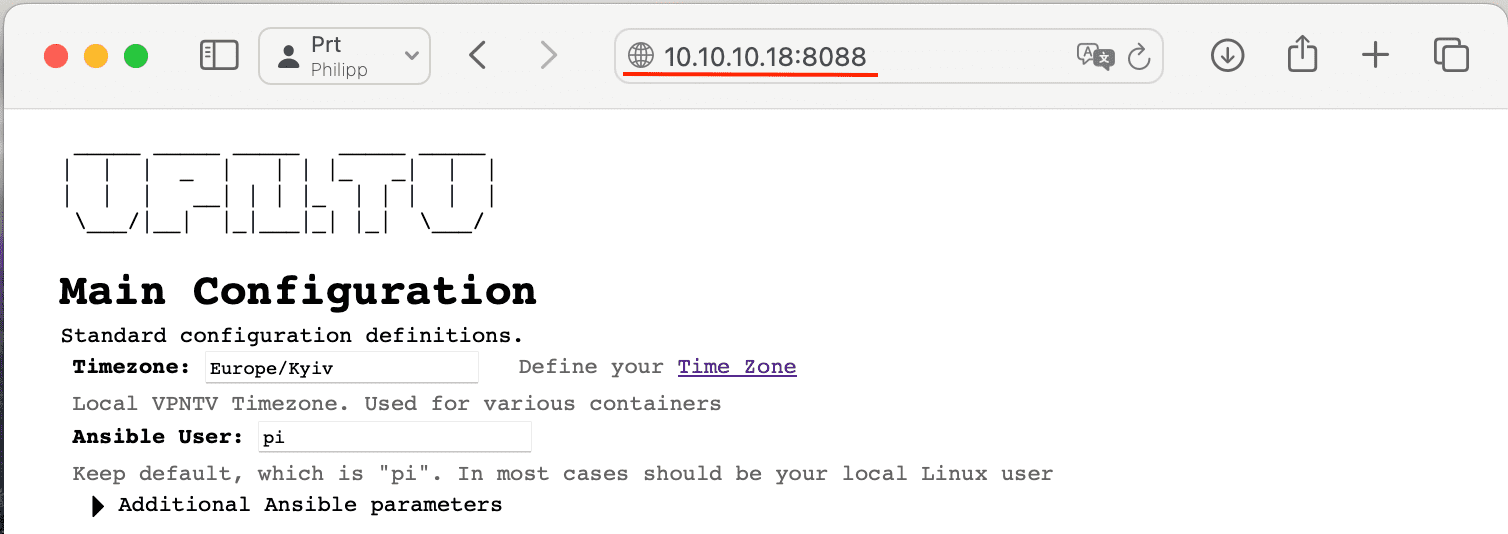 Prt
Philipp
10.10.10.18:8088
VPN.TV
Main Configuration
Standard configuration definitions.
Timezone: Europe/Kyiv Define your Time Zone
Local VPNTV Timezone. Used for various containers
Ansible User: pi
Keep default, which is "pi". In most cases should be your local Linux user
Additional Ansible parameters